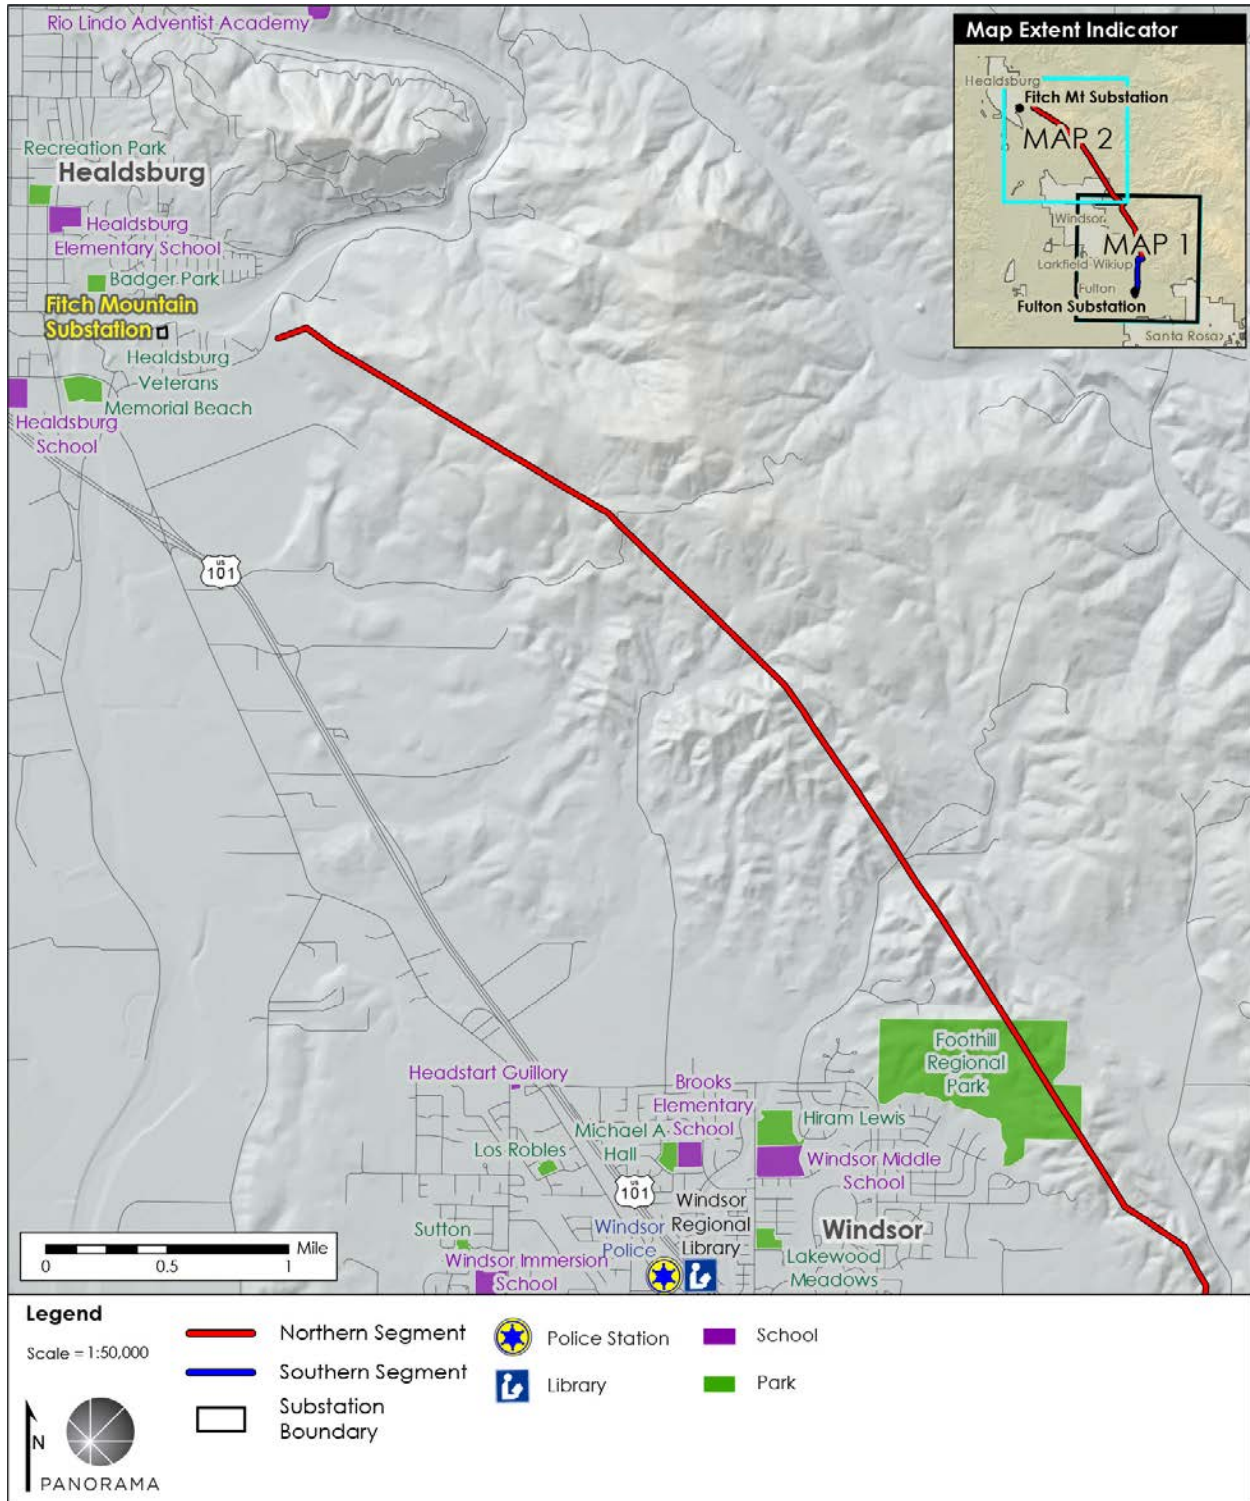 Rio Lindo Adventist Academy
Map Extent Indicator
Healdsburg
Fitch Mt Substation
MAP 2
Windsor
MAP 1
Larkfield-Wikiup
Fulton
Fulton Substation
Santa Rosa
Recreation Park
Healdsburg
Healdsburg
Elementary School
Badger Park
Fitch Mountain
Substation
Healdsburg
Veterans
Memorial Beach
Healdsburg
School
US
101
Foothill
Regional
Park
Headstart Guillory
Brooks
Elementary
School
Michael A
Hall
Hiram Lewis
Los Robles
Windsor Middle
School
US
101
Windsor
Regional
Library
Windsor
Police
Windsor
Sutton
Lakewood
Meadows
Windsor Immersion
School
Mile
0 0.5 1
Legend
Scale = 1:50,000
Northern Segment
Southern Segment
Substation
Boundary
Police Station
Library
School
Park
N
PANORAMA